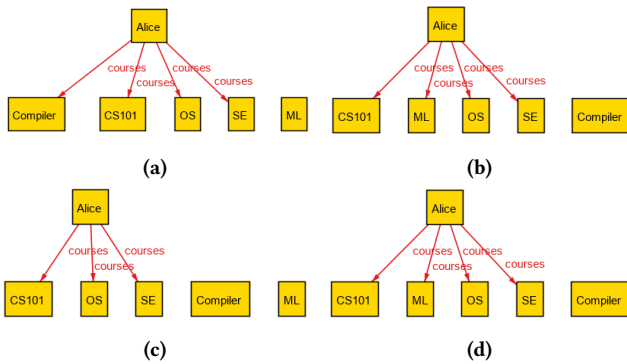 Alice
courses
courses
courses
courses
Compiler
CS101
OS
SE
ML
(a)
Alice
courses
courses
courses
courses
CS101
ML
OS
SE
Compiler
(b)
Alice
courses
courses
courses
CS101
OS
SE
Compiler
ML
(c)
Alice
courses
courses
courses
courses
CS101
ML
OS
SE
Compiler
(d)